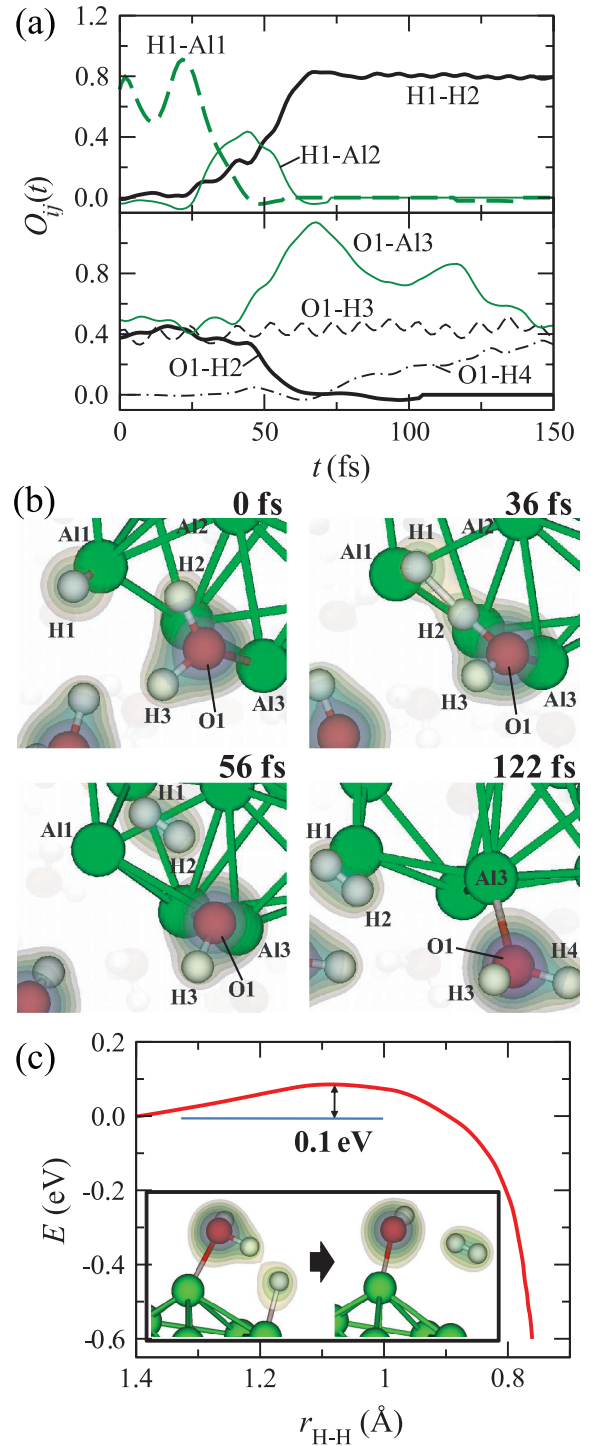 (a)
1.2
0.8
0.4
0.0
H1-Al1
H1-H2
H1-Al2
Oij(t)
0.8
0.4
0.0
O1-Al3
O1-H3
O1-H2
O1-H4
0 50 100 150
t (fs)
(b)
0 fs
Al1 Al2
H2
H1
H3 O1 Al3
36 fs
H1 Al2
Al1
H2
H3 Al3
O1
56 fs
H1
Al1
H2
Al3
H3 O1
122 fs
H1
Al3
H2
O1 H4
H3
(c)
0.2
0.0
-0.2
-0.4
-0.6
E (eV)
0.1 eV
1.4 1.2 1 0.8
rH-H (Å)